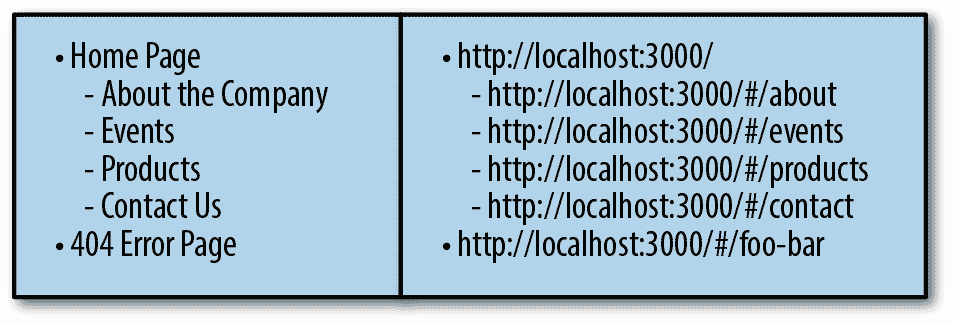 • Home Page
- About the Company
- Events
- Products
- Contact Us
• 404 Error Page
• http://localhost:3000/
- http://localhost:3000/#/about
- http://localhost:3000/#/events
- http://localhost:3000/#/products
- http://localhost:3000/#/contact
• http://localhost:3000/#/foo-bar